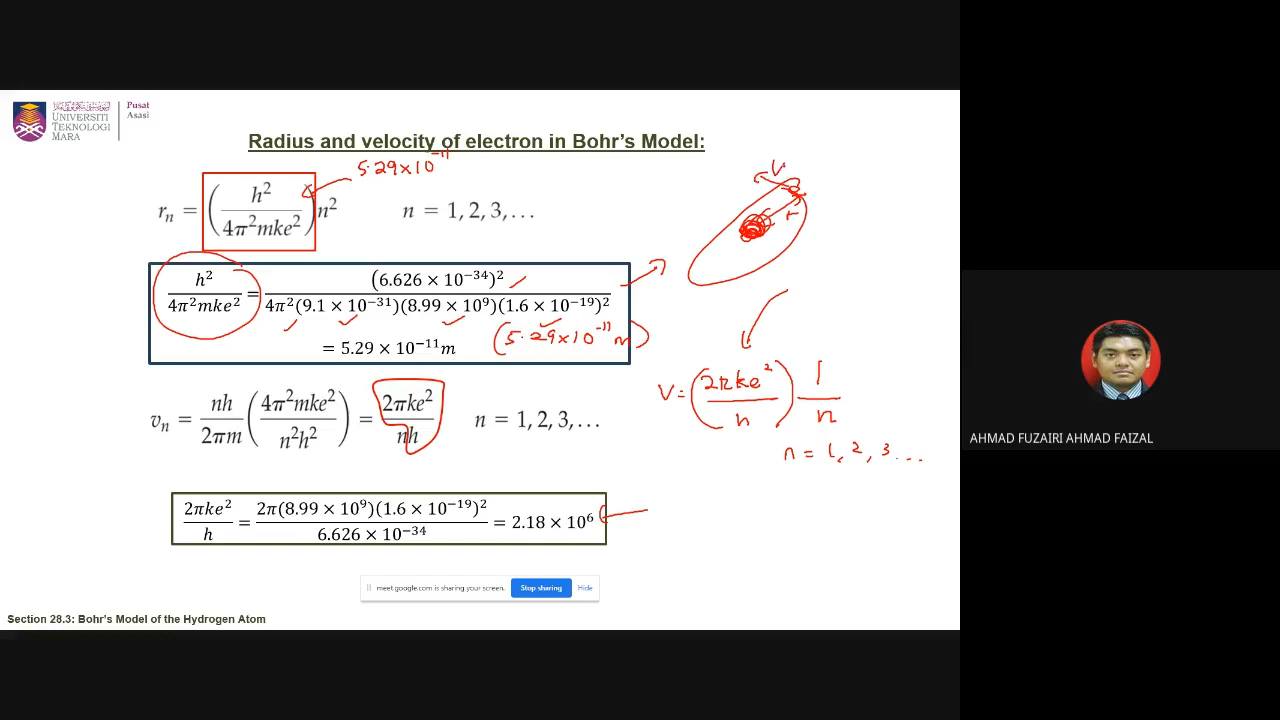 UNIVERSITI
TEKNOLOGI
MARA
Pusat
Asasi
Radius and velocity of electron in Bohr's Model:
5.29×10⁻¹¹
rₙ = (h² / 4π²mke²)n²    n = 1, 2, 3, . . .
V
r
h² / 4π²mke² = (6.626 × 10⁻³⁴)² / 4π²(9.1 × 10⁻³¹)(8.99 × 10⁹)(1.6 × 10⁻¹⁹)²
= 5.29 × 10⁻¹¹m
(5.29×10⁻¹¹ m)
vₙ = nh / 2πm (4π²mke² / n²h²) = 2πke² / nh    n = 1, 2, 3, . . .
V = (2πke² / h) 1 / n
n = 1, 2, 3 . . .
2πke² / h = 2π(8.99 × 10⁹)(1.6 × 10⁻¹⁹)² / 6.626 × 10⁻³⁴ = 2.18 × 10⁶
meet.google.com is sharing your screen.
Stop sharing
Hide
Section 28.3: Bohr's Model of the Hydrogen Atom
AHMAD FUZAIRI AHMAD FAIZAL